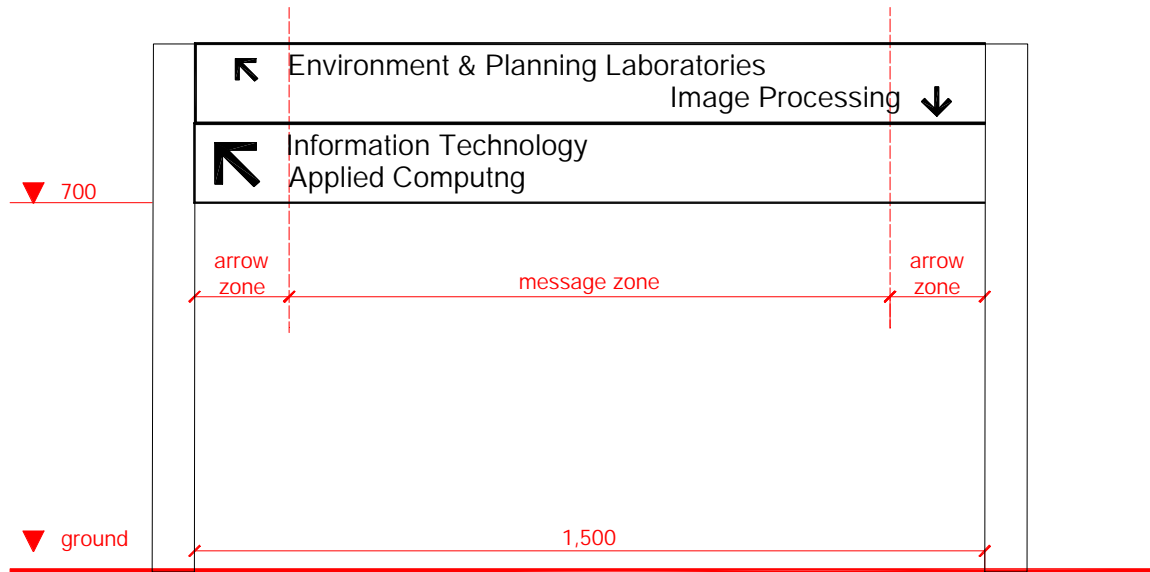 Environment & Planning Laboratories
Image Processing
Information Technology
Applied Computng
700
arrow
zone
message zone
arrow
zone
ground
1,500